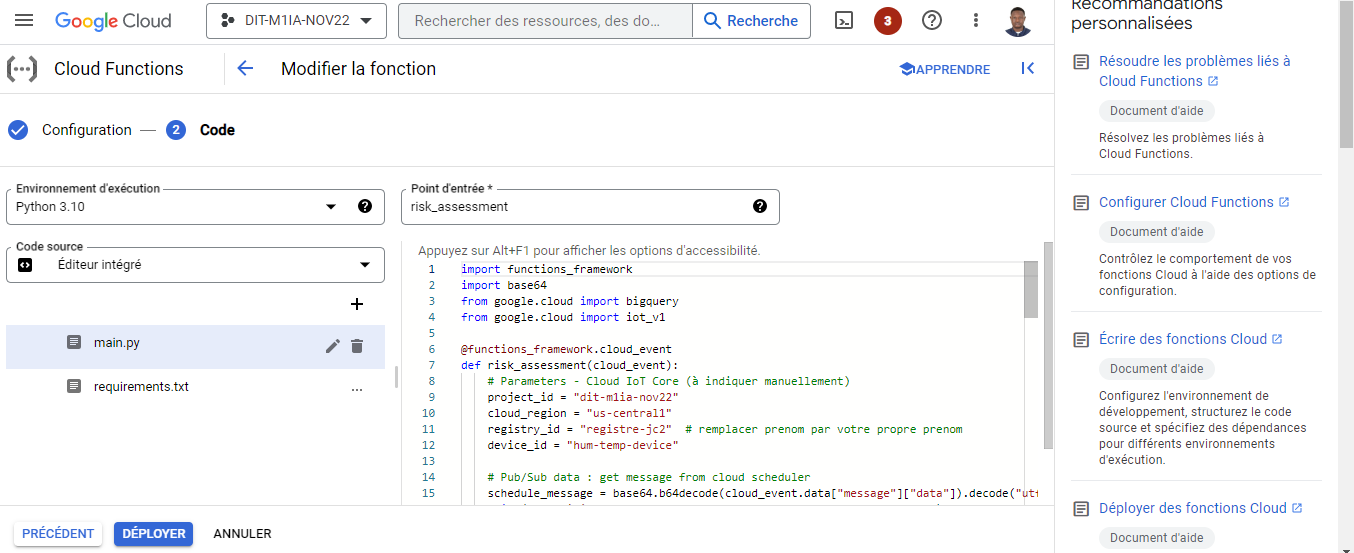 Google Cloud
DIT-M1IA-NOV22
Rechercher des ressources, des do...
Recherche
3
Cloud Functions
Modifier la fonction
APPRENDRE
Configuration
2
Code
Environnement d'exécution
Python 3.10
Point d'entrée *
risk_assessment
Code source
Éditeur intégré
main.py
requirements.txt
...
Appuyez sur Alt+F1 pour afficher les options d'accessibilité.
1 import functions_framework
2 import base64
3 from google.cloud import bigquery
4 from google.cloud import iot_v1
5
6 @functions_framework.cloud_event
7 def risk_assessment(cloud_event):
8 # Parameters - Cloud IoT Core (à indiquer manuellement)
9 project_id = "dit-m1ia-nov22"
10 cloud_region = "us-central1"
11 registry_id = "registre-jc2" # remplacer prenom par votre propre prenom
12 device_id = "hum-temp-device"
13
14 # Pub/Sub data : get message from cloud scheduler
15 schedule_message = base64.b64decode(cloud_event.data["message"]["data"]).decode("ut
PRÉCÉDENT
DÉPLOYER
ANNULER
Recommandations
personnalisées
Résoudre les problèmes liés à
Cloud Functions
Document d'aide
Résolvez les problèmes liés à
Cloud Functions.
Configurer Cloud Functions
Document d'aide
Contrôlez le comportement de vos
fonctions Cloud à l'aide des options de
configuration.
Écrire des fonctions Cloud
Document d'aide
Configurez l'environnement de
développement, structurez le code
source et spécifiez des dépendances
pour différents environnements
d'exécution.
Déployer des fonctions Cloud
Document d'aide